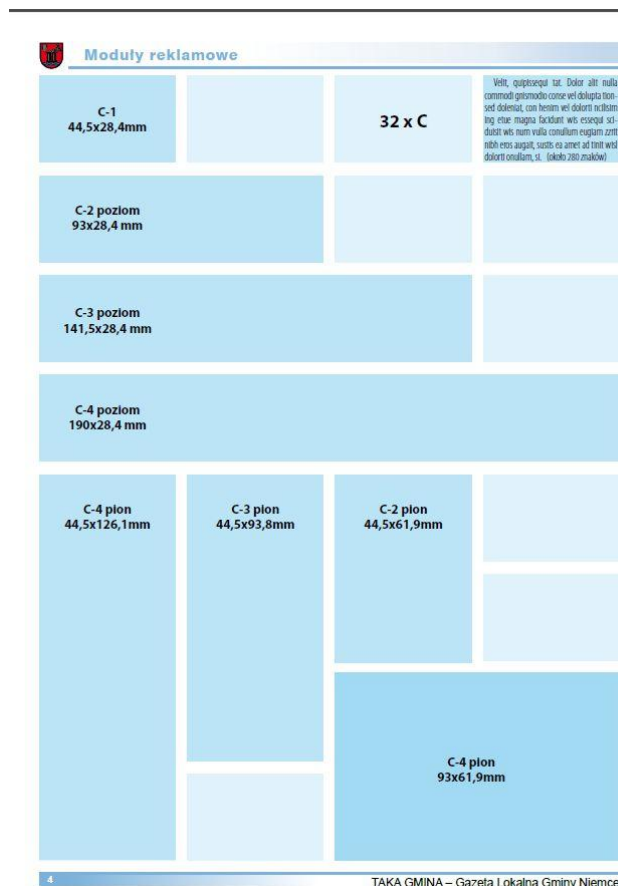 Moduły reklamowe
C-1
44,5x28,4mm
32 x C
Velit, quipissequi tat. Dolor alit nulla
commodi gnismodio conse vel dolupta tion-
sed doleniat, con henim vel dolorti ncilisim
ing etue magna facidunt wis essequi sci-
duisit wis num vulla conullum eugiam zzrit
nibh eros augait, sustis ea amet ad tinit wisl
dolorti onullam, si. (około 280 znaków)
C-2 poziom
93x28,4 mm
C-3 poziom
141,5x28,4 mm
C-4 poziom
190x28,4 mm
C-4 pion
44,5x126,1mm
C-3 pion
44,5x93,8mm
C-2 pion
44,5x61,9mm
C-4 pion
93x61,9mm
4
TAKA GMINA – Gazeta Lokalna Gminy Niemce